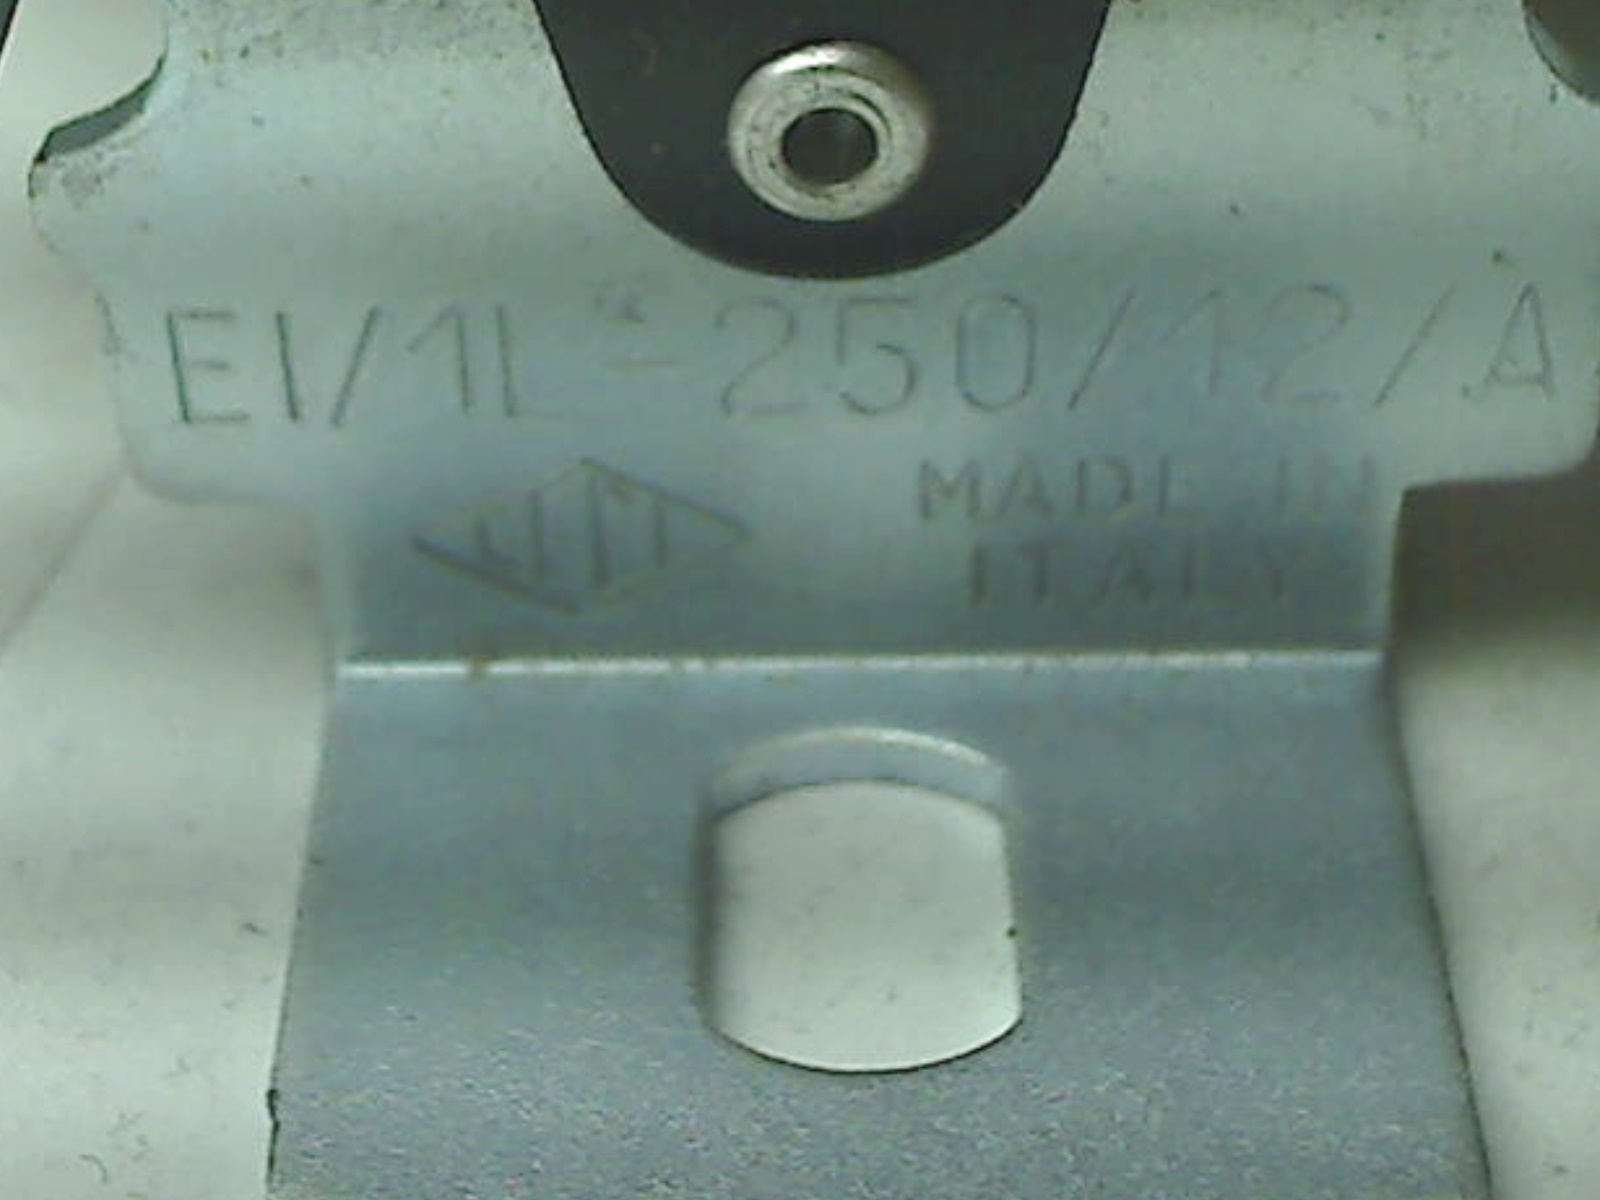 EI/1L - 250/12/A
MADE IN
ITALY